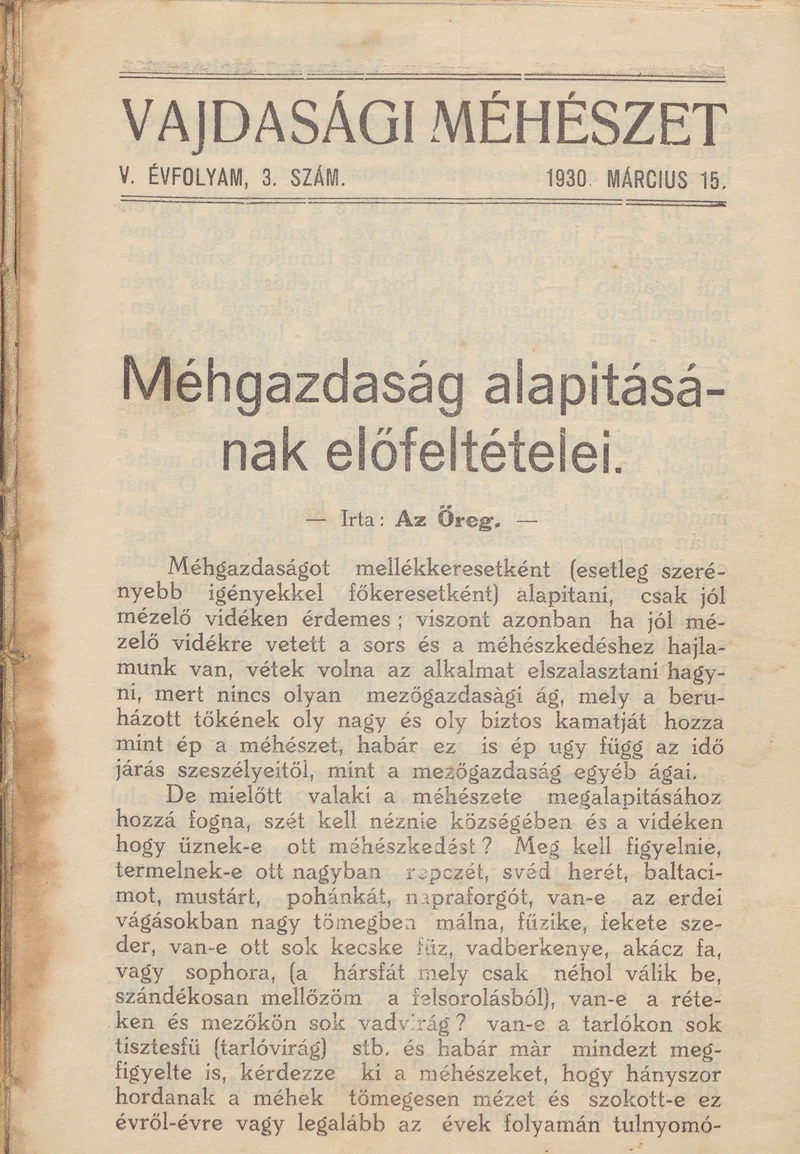 VAJDASÁGI MÉHÉSZET
V. ÉVFOLYAM, 3. SZÁM. 1930. MÁRCIUS 15.
Méhgazdaság alapitásá-
nak előfeltételei.
— Irta: Az Öreg. —
Méhgazdaságot mellékkeresetként (esetleg szeré-
nyebb igényekkel főkeresetként) alapitani, csak jól
mézelő vidéken érdemes ; viszont azonban ha jól mé-
zelő vidékre vetett a sors és a méhészkedéshez hajla-
munk van, vétek volna az alkalmat elszalasztani hagy-
ni, mert nincs olyan mezőgazdasàgi ág, mely a beru-
házott tőkének oly nagy és oly biztos kamatját hozza
mint ép a méhészet, habár ez is ép ugy függ az idő
járás szeszélyeitől, mint a mezőgazdaság egyéb ágai.
De mielőtt valaki a méhészete megalapitásához
hozzá fogna, szét kell néznie községében és a vidéken
hogy űznek-e ott méhészkedést ? Meg kell figyelnie,
termelnek-e ott nagyban repczét, svéd herét, baltaci-
mot, mustárt, pohánkát, napraforgót, van-e az erdei
vágásokban nagy tömegben málna, fűzike, fekete sze-
der, van-e ott sok kecske fűz, vadberkenye, akácz fa,
vagy sophora, (a hársfát mely csak néhol válik be,
szándékosan mellőzöm a felsorolásból), van-e a réte-
ken és mezőkön sok vadvirág ? van-e a tarlókon sok
tisztesfü (tarlóvirág) stb. és habár màr mindezt meg-
figyelte is, kérdezze ki a méhészeket, hogy hányszor
hordanak a méhek tömegesen mézet és szokott-e ez
évről-évre vagy legalább az évek folyamán tulnyomó-